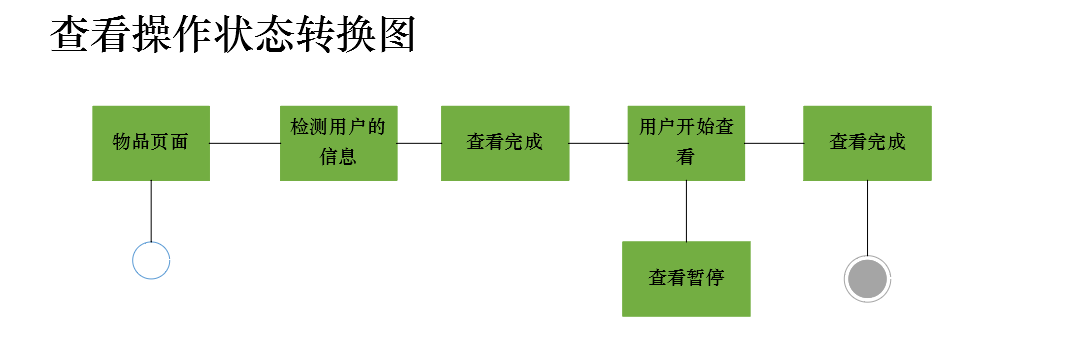 查看操作状态转换图
物品页面
检测用户的
信息
查看完成
用户开始查
看
查看完成
查看暂停